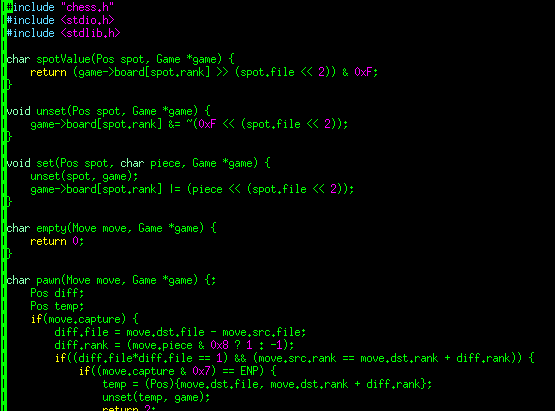 #include "chess.h"
#include <stdio.h>
#include <stdlib.h>
char spotValue(Pos spot, Game *game) {
    return (game->board[spot.rank] >> (spot.file << 2)) & 0xF;
}
void unset(Pos spot, Game *game) {
    game->board[spot.rank] &= ~(0xF << (spot.file << 2));
}
void set(Pos spot, char piece, Game *game) {
    unset(spot, game);
    game->board[spot.rank] |= (piece << (spot.file << 2));
}
char empty(Move move, Game *game) {
    return 0;
}
char pawn(Move move, Game *game) {;
    Pos diff;
    Pos temp;
    if(move.capture) {
        diff.file = move.dst.file - move.src.file;
        diff.rank = (move.piece & 0x8 ? 1 : -1);
        if((diff.file*diff.file == 1) && (move.src.rank == move.dst.rank + diff.rank)) {
            if((move.capture & 0x7) == ENP) {
                temp = (Pos){move.dst.file, move.dst.rank + diff.rank};
                unset(temp, game);
                return 2;